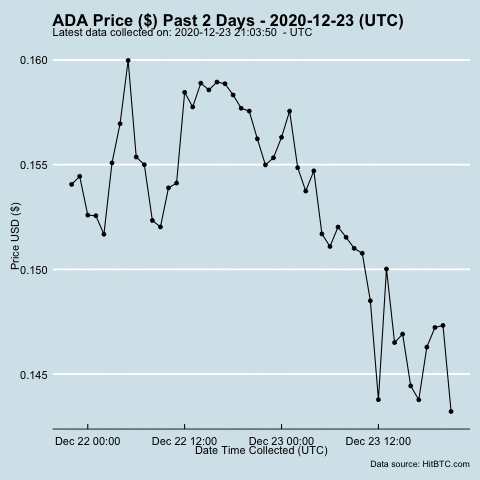 ADA Price ($) Past 2 Days - 2020-12-23 (UTC)
Latest data collected on: 2020-12-23 21:03:50  - UTC
0.160
0.155
0.150
0.145
Price USD ($)
Dec 22 00:00 Dec 22 12:00 Dec 23 00:00 Dec 23 12:00
Date Time Collected (UTC)
Data source: HitBTC.com